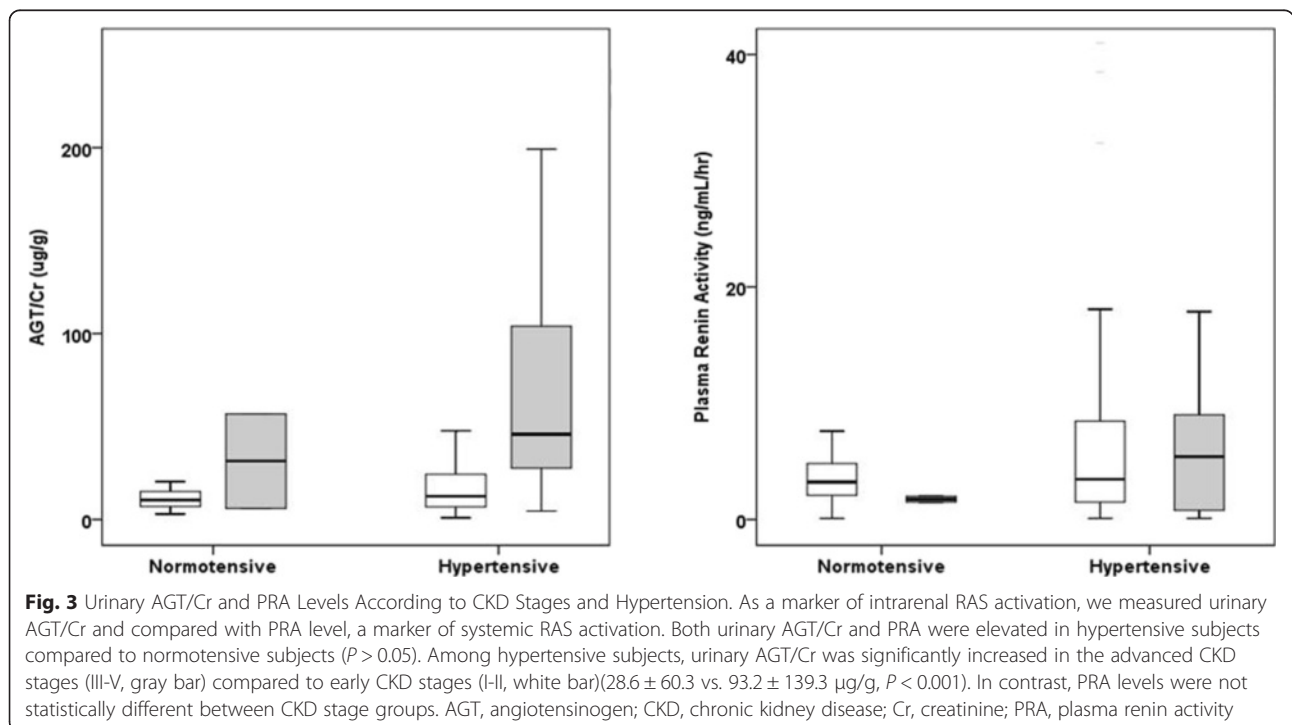 200
100
0
AGT/Cr (ug/g)
Normotensive
Hypertensive
40
20
0
Plasma Renin Activity (ng/mL/hr)
Normotensive
Hypertensive
Fig. 3 Urinary AGT/Cr and PRA Levels According to CKD Stages and Hypertension. As a marker of intrarenal RAS activation, we measured urinary
AGT/Cr and compared with PRA level, a marker of systemic RAS activation. Both urinary AGT/Cr and PRA were elevated in hypertensive subjects
compared to normotensive subjects (P > 0.05). Among hypertensive subjects, urinary AGT/Cr was significantly increased in the advanced CKD
stages (III-V, gray bar) compared to early CKD stages (I-II, white bar)(28.6 ± 60.3 vs. 93.2 ± 139.3 μg/g, P < 0.001). In contrast, PRA levels were not
statistically different between CKD stage groups. AGT, angiotensinogen; CKD, chronic kidney disease; Cr, creatinine; PRA, plasma renin activity